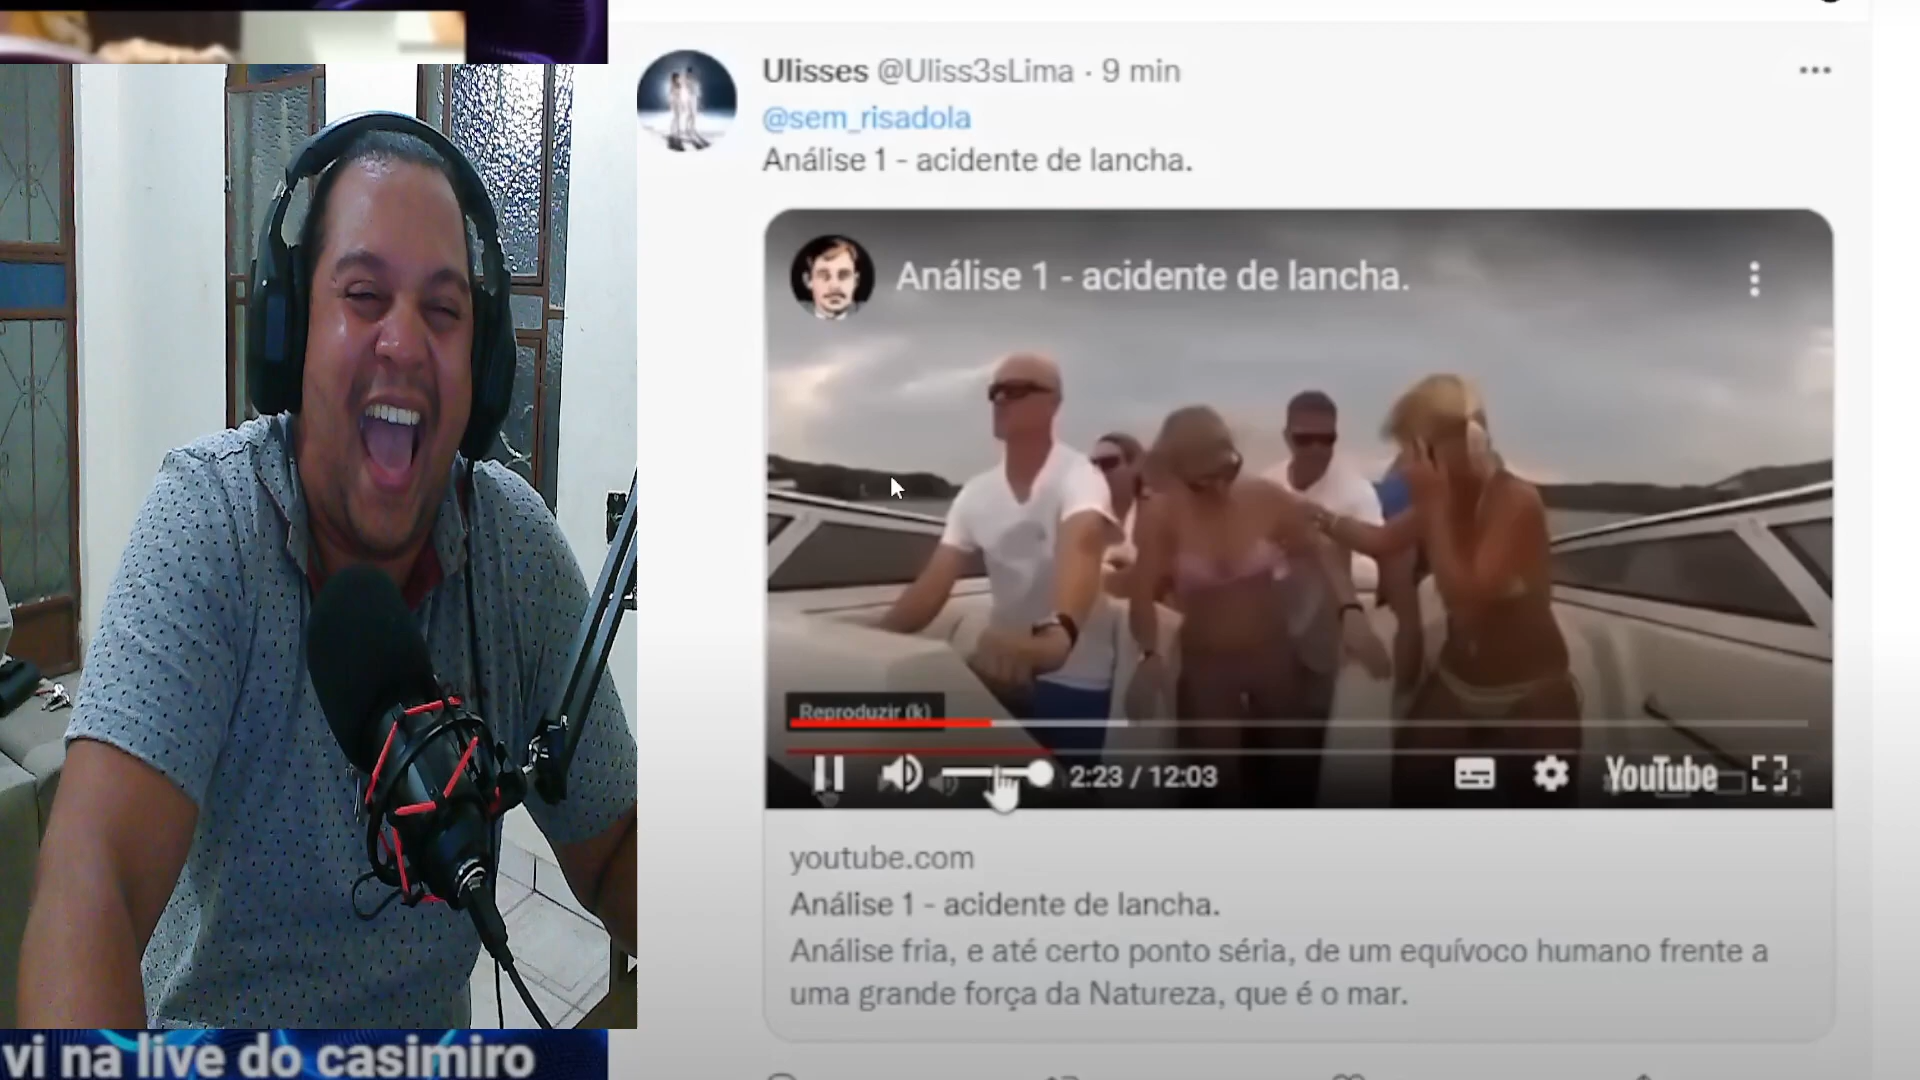 Ulisses @Uliss3sLima · 9 min
@sem_risadola
Análise 1 - acidente de lancha.
Análise 1 - acidente de lancha.
Reproduzir (k)
2:23 / 12:03
YouTube
youtube.com
Análise 1 - acidente de lancha.
Análise fria, e até certo ponto séria, de um equívoco humano frente a
uma grande força da Natureza, que é o mar.
vi na live do casimiro